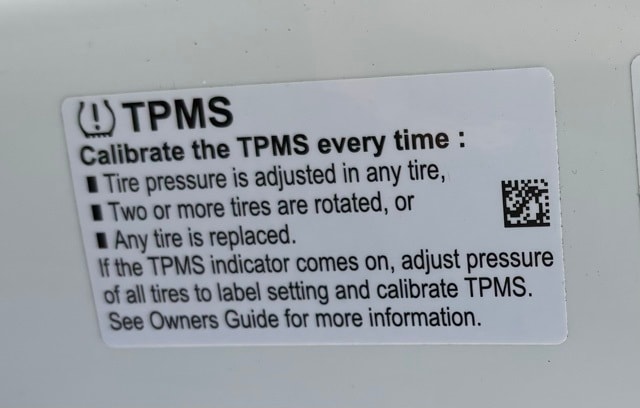 TPMS
Calibrate the TPMS every time :
Tire pressure is adjusted in any tire,
Two or more tires are rotated, or
Any tire is replaced.
If the TPMS indicator comes on, adjust pressure
of all tires to label setting and calibrate TPMS.
See Owners Guide for more information.